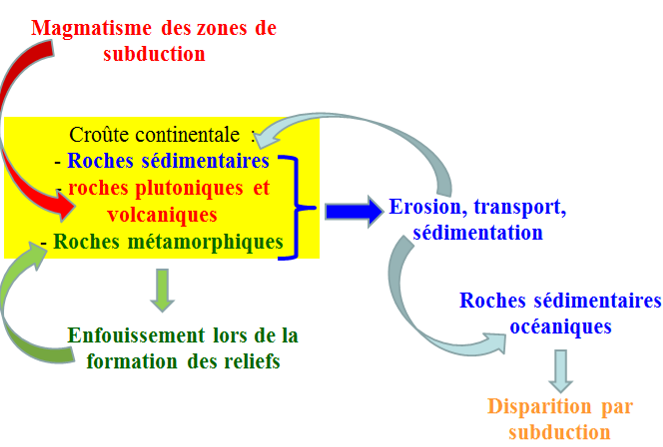 Magmatisme des zones de
subduction
Croûte continentale :
- Roches sédimentaires
- roches plutoniques et
volcaniques
- Roches métamorphiques
Erosion, transport,
sédimentation
Enfouissement lors de la
formation des reliefs
Roches sédimentaires
océaniques
Disparition par
subduction